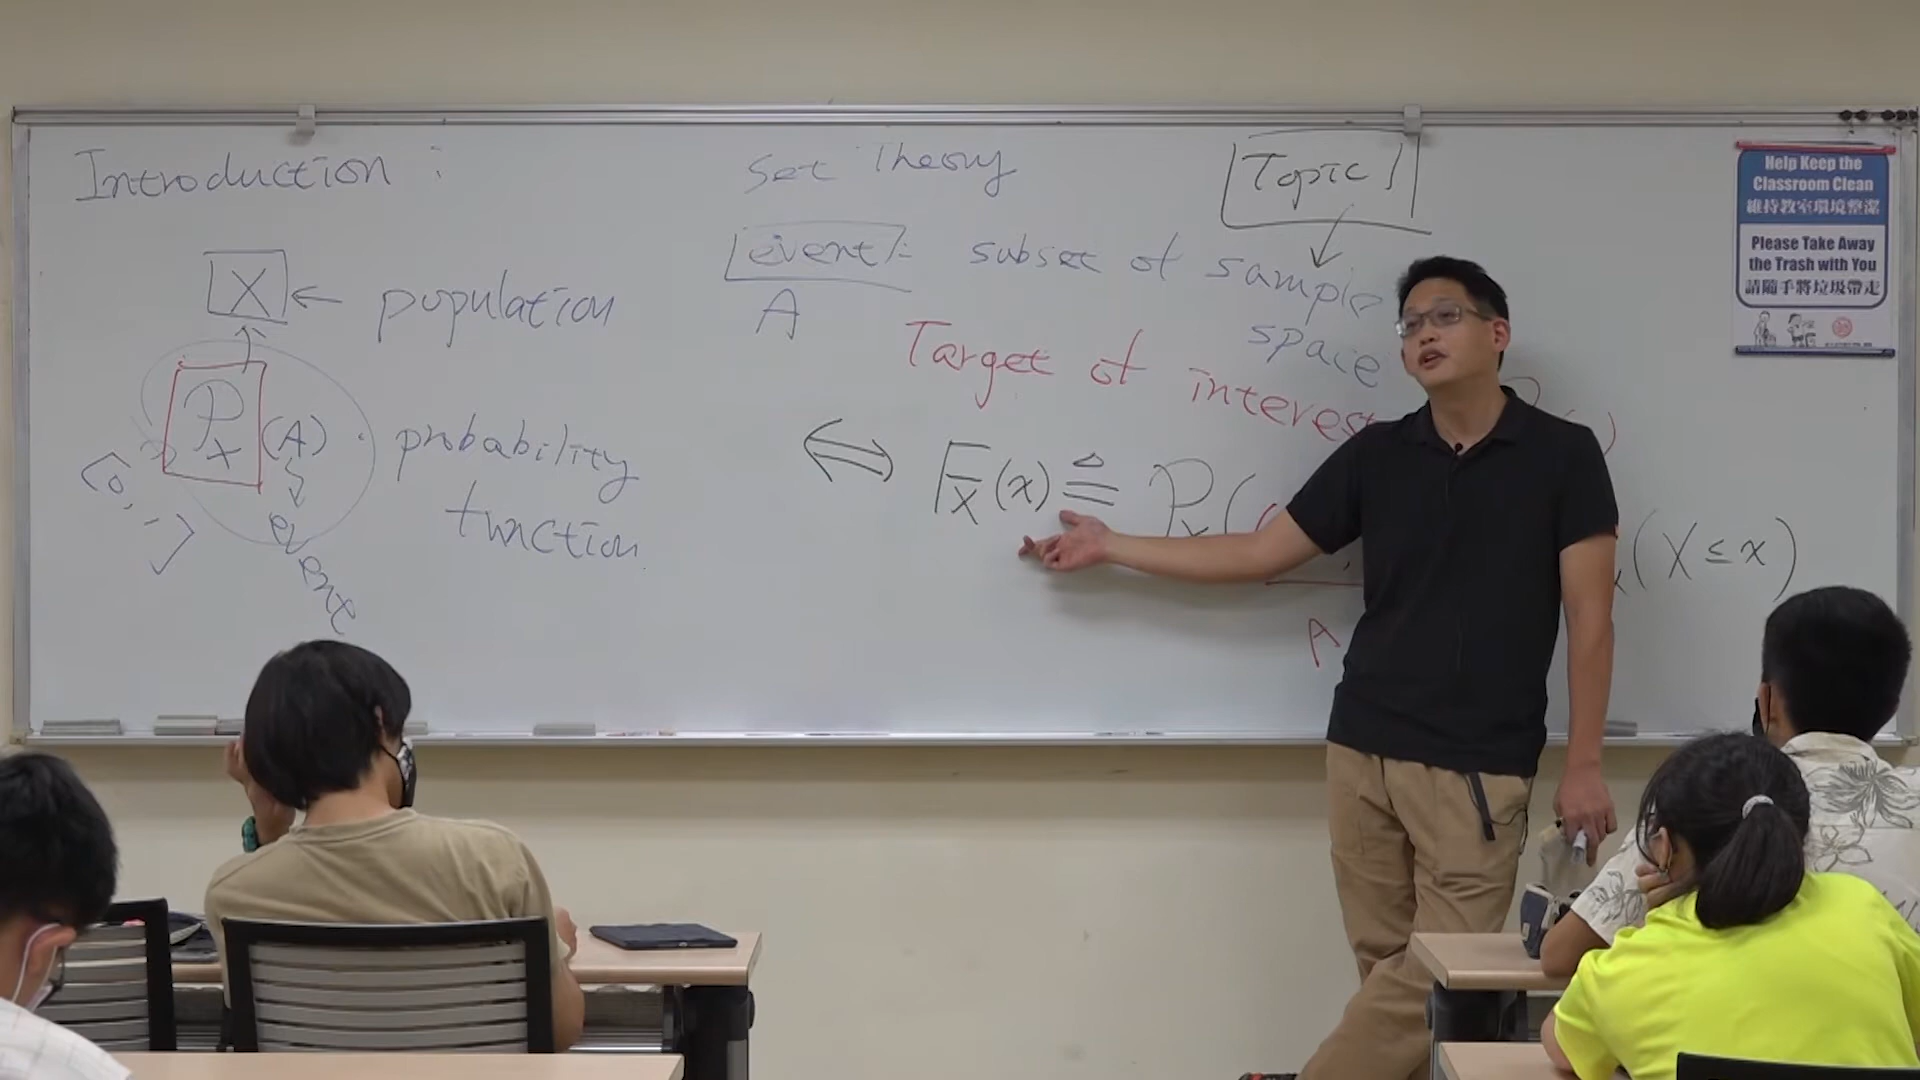 Introduction :
X ← population
P_X (A) . probability
function
[0, 1]
event
Set Theory
Topic 1
event : subset of sample
space
A
Target of interest
⇔ F_X(x) ≜ P_X(
(X ≤ x)
A
Help Keep the
Classroom Clean
維持教室環境整潔
Please Take Away
the Trash with You
請隨手將垃圾帶走